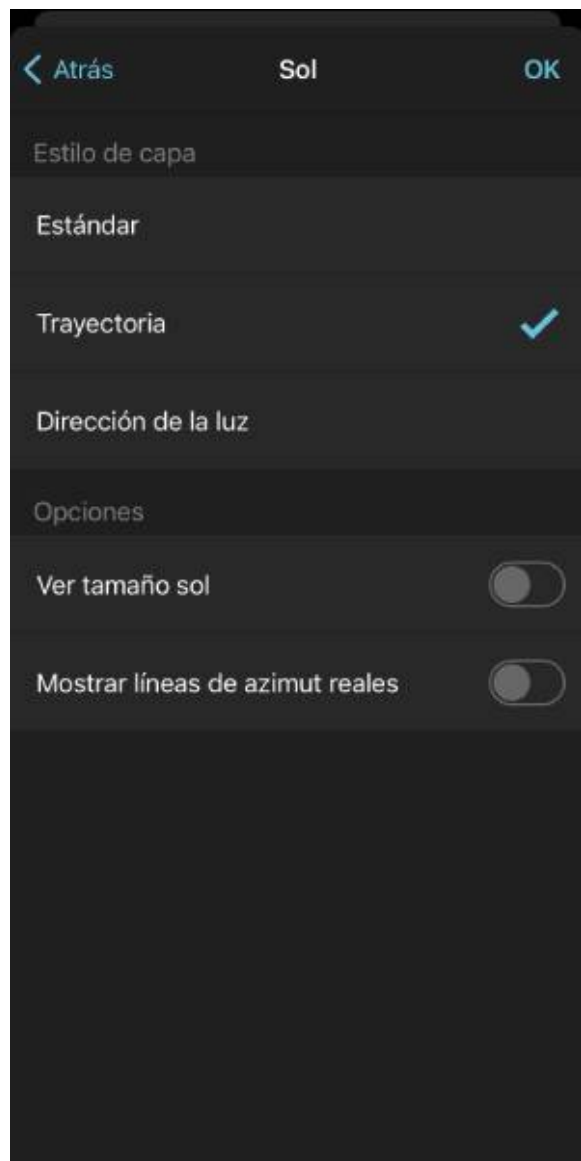 Atrás
Sol
OK
Estilo de capa
Estándar
Trayectoria
Dirección de la luz
Opciones
Ver tamaño sol
Mostrar líneas de azimut reales